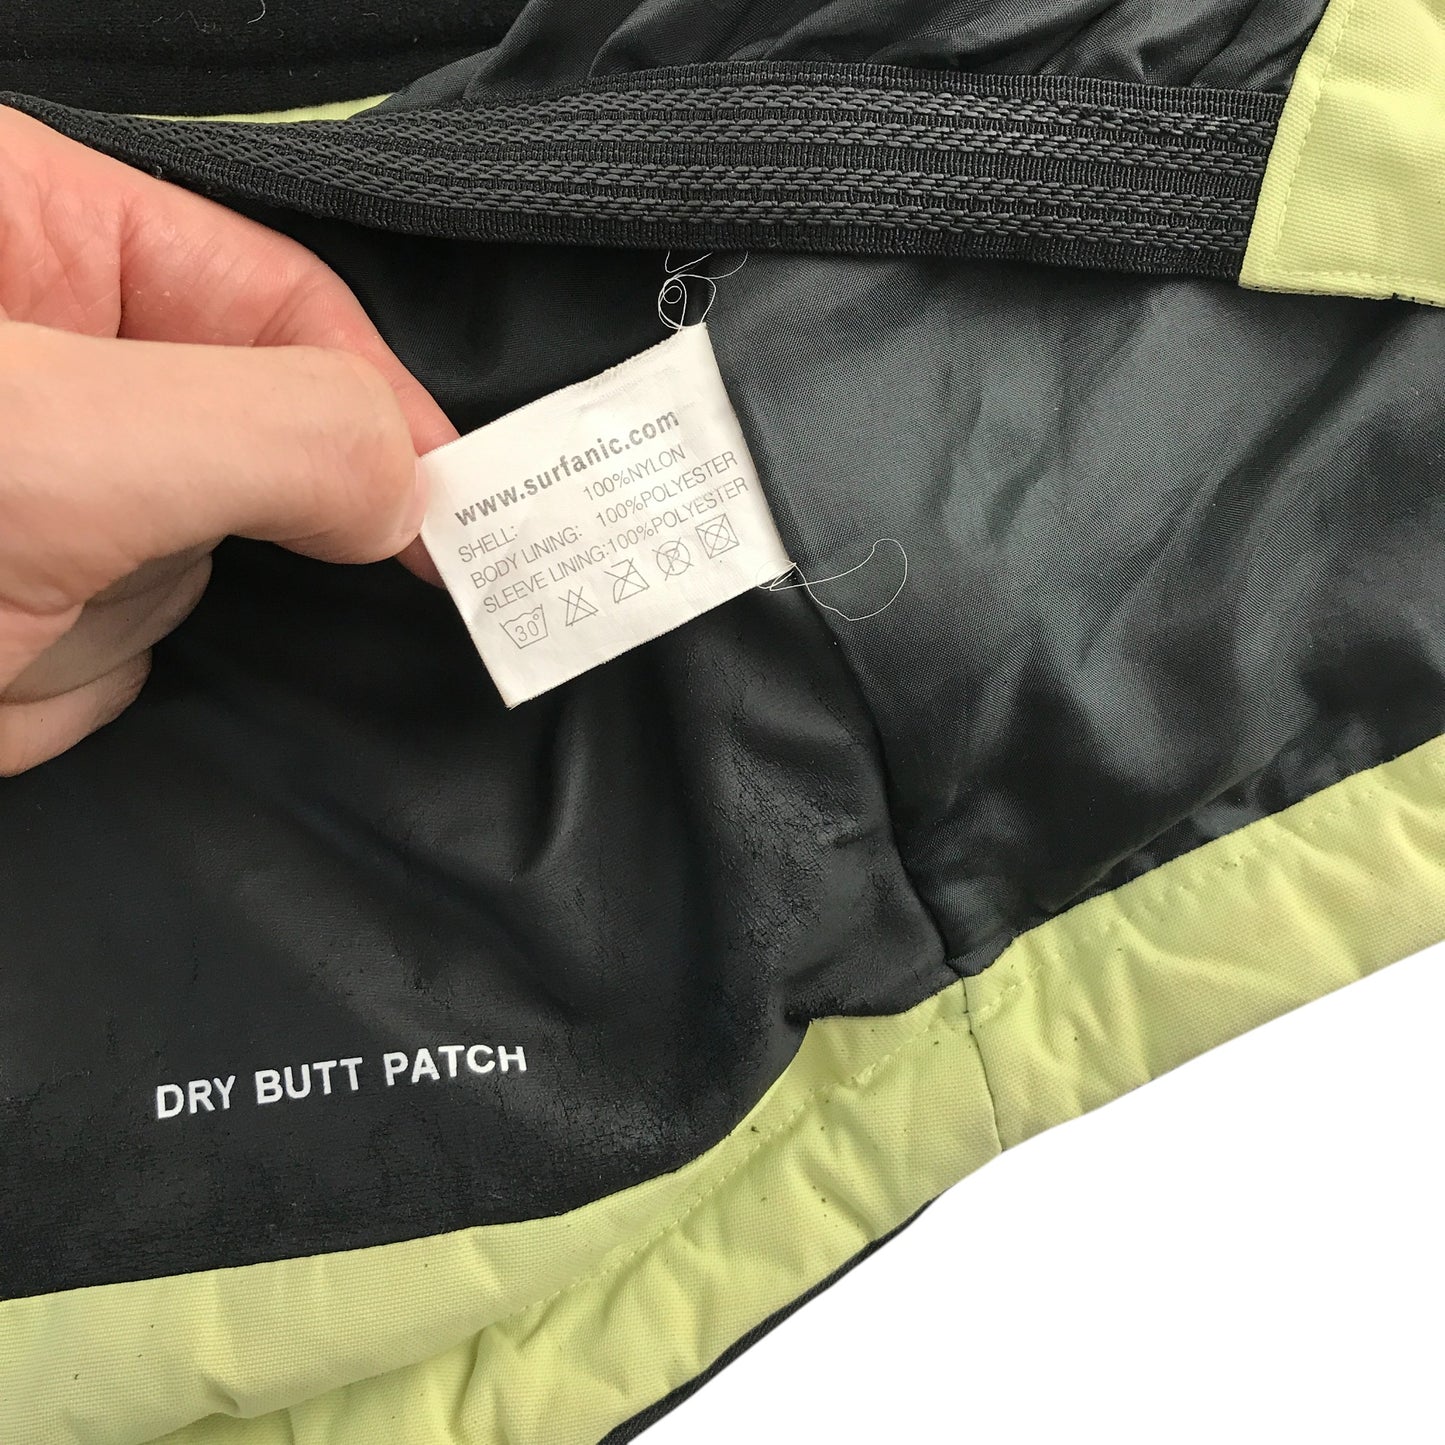 www.surfanic.com
SHELL: 100%NYLON
BODY LINING: 100%POLYESTER
SLEEVE LINING:100%POLYESTER
30°
DRY BUTT PATCH